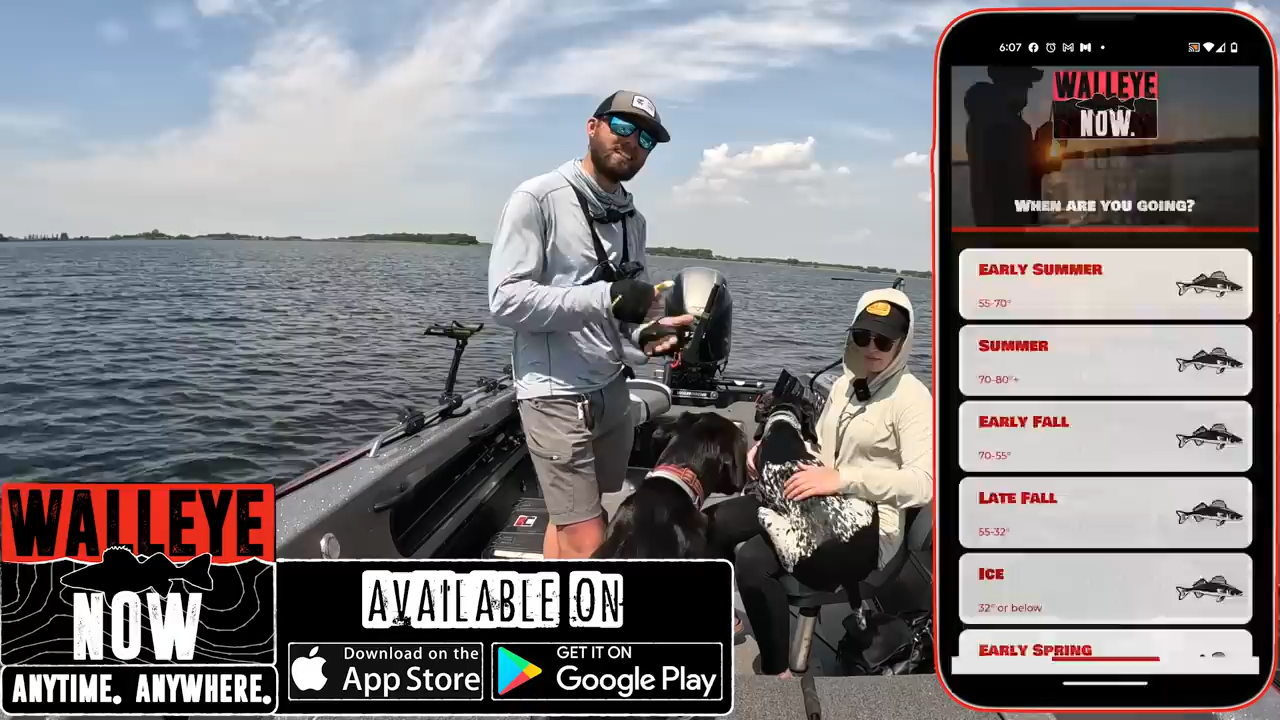 6:07
WALLEYE
NOW.
WHEN ARE YOU GOING?
EARLY SUMMER
55-70°
SUMMER
70-80°+
EARLY FALL
70-55°
LATE FALL
55-32°
ICE
32° or below
EARLY SPRING
WALLEYE
NOW
ANYTIME. ANYWHERE.
AVAILABLE ON
Download on the
App Store
GET IT ON
Google Play